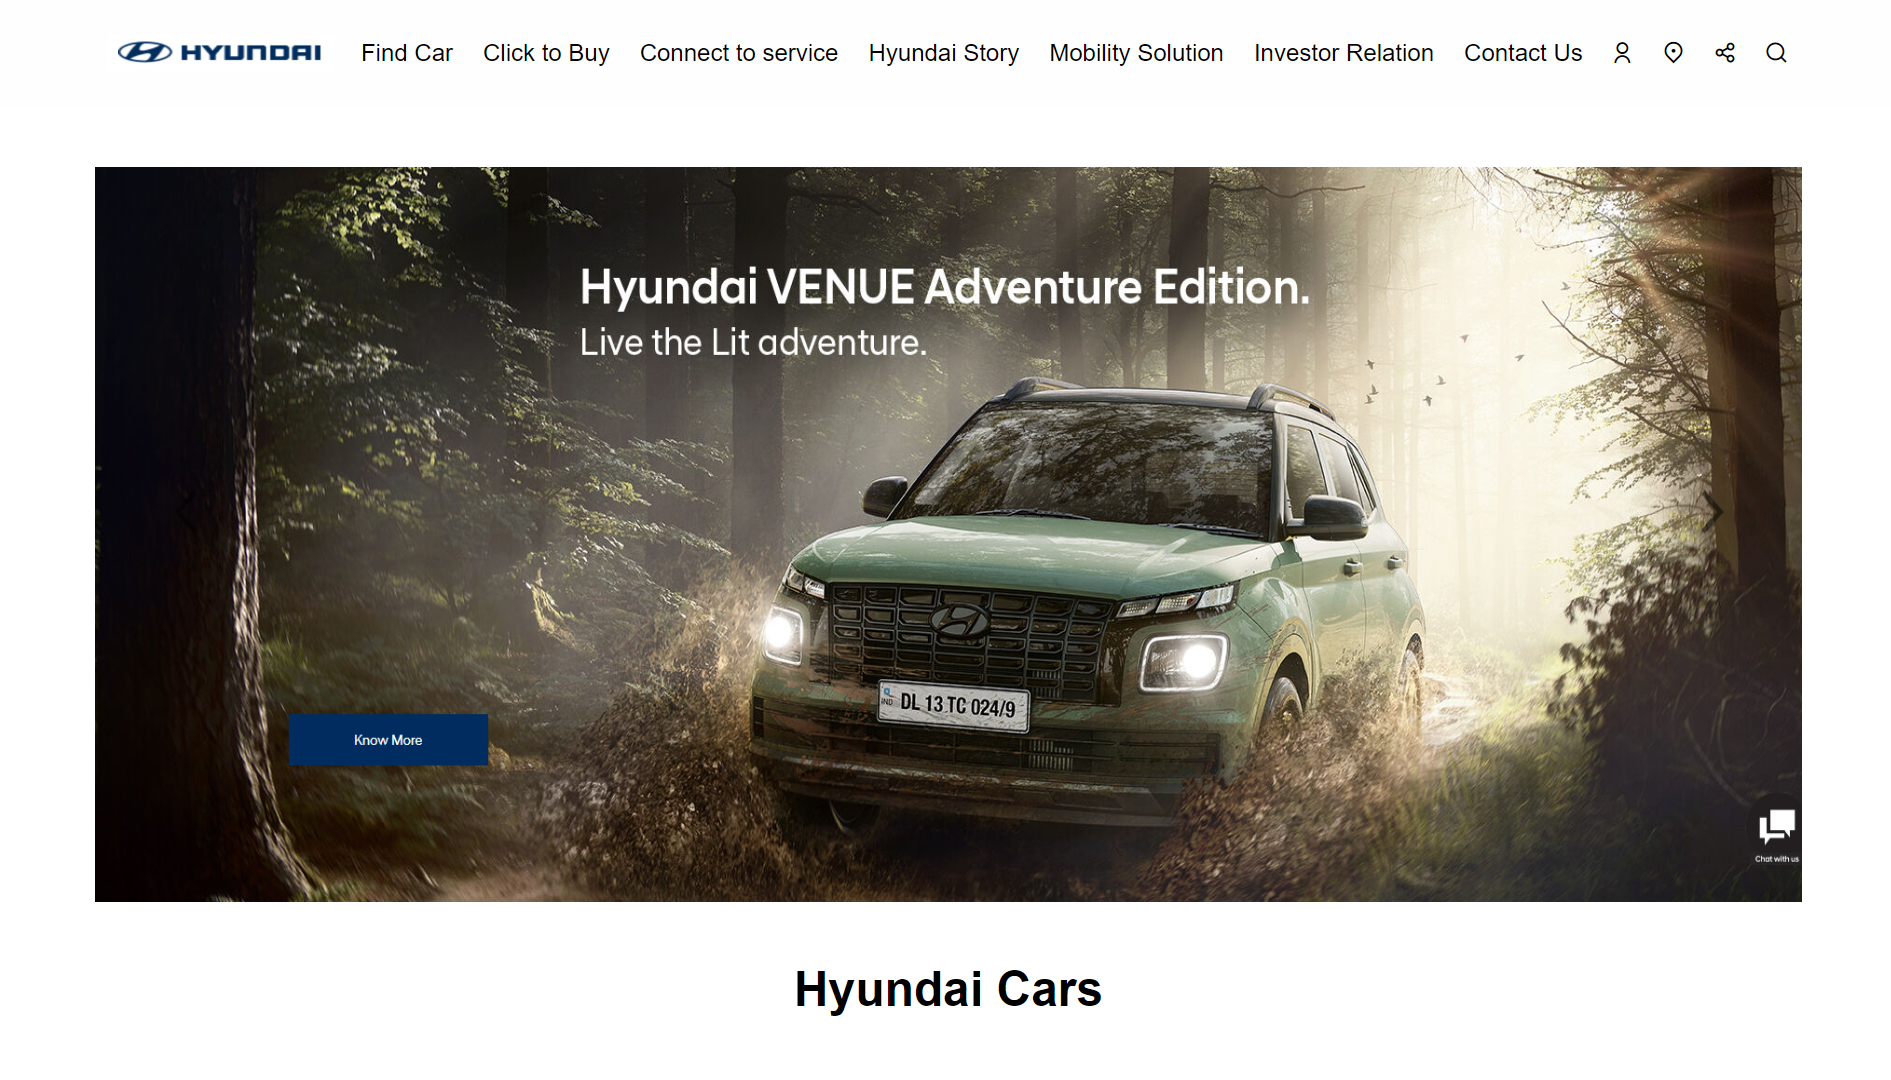 HYUNDAI
Find Car
Click to Buy
Connect to service
Hyundai Story
Mobility Solution
Investor Relation
Contact Us
Hyundai VENUE Adventure Edition.
Live the Lit adventure.
IND
DL 13 TC 024/9
Know More
Chat with us
Hyundai Cars